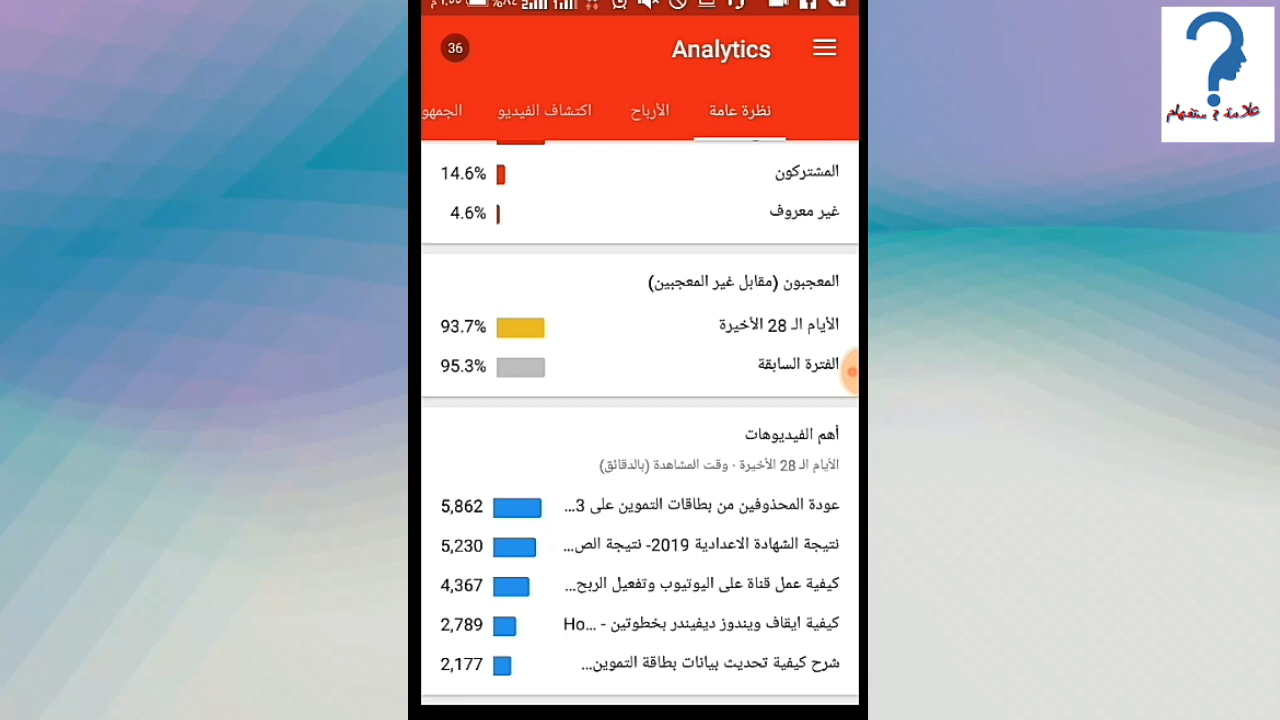 36
Analytics
نظرة عامة
الأرباح
اكتشاف الفيديو
الجمهو
المشتركون 14.6%
غير معروف 4.6%
المعجبون (مقابل غير المعجبين)
الأيام الـ 28 الأخيرة 93.7%
الفترة السابقة 95.3%
أهم الفيديوهات
الأيام الـ 28 الأخيرة · وقت المشاهدة (بالدقائق)
عودة المحذوفين من بطاقات التموين على 3... 5,862
نتيجة الشهادة الاعدادية 2019- نتيجة الص... 5,230
كيفية عمل قناة على اليوتيوب وتفعيل الربح... 4,367
كيفية ايقاف ويندوز ديفيندر بخطوتين - Ho... 2,789
شرح كيفية تحديث بيانات بطاقة التموين... 2,177
علامة